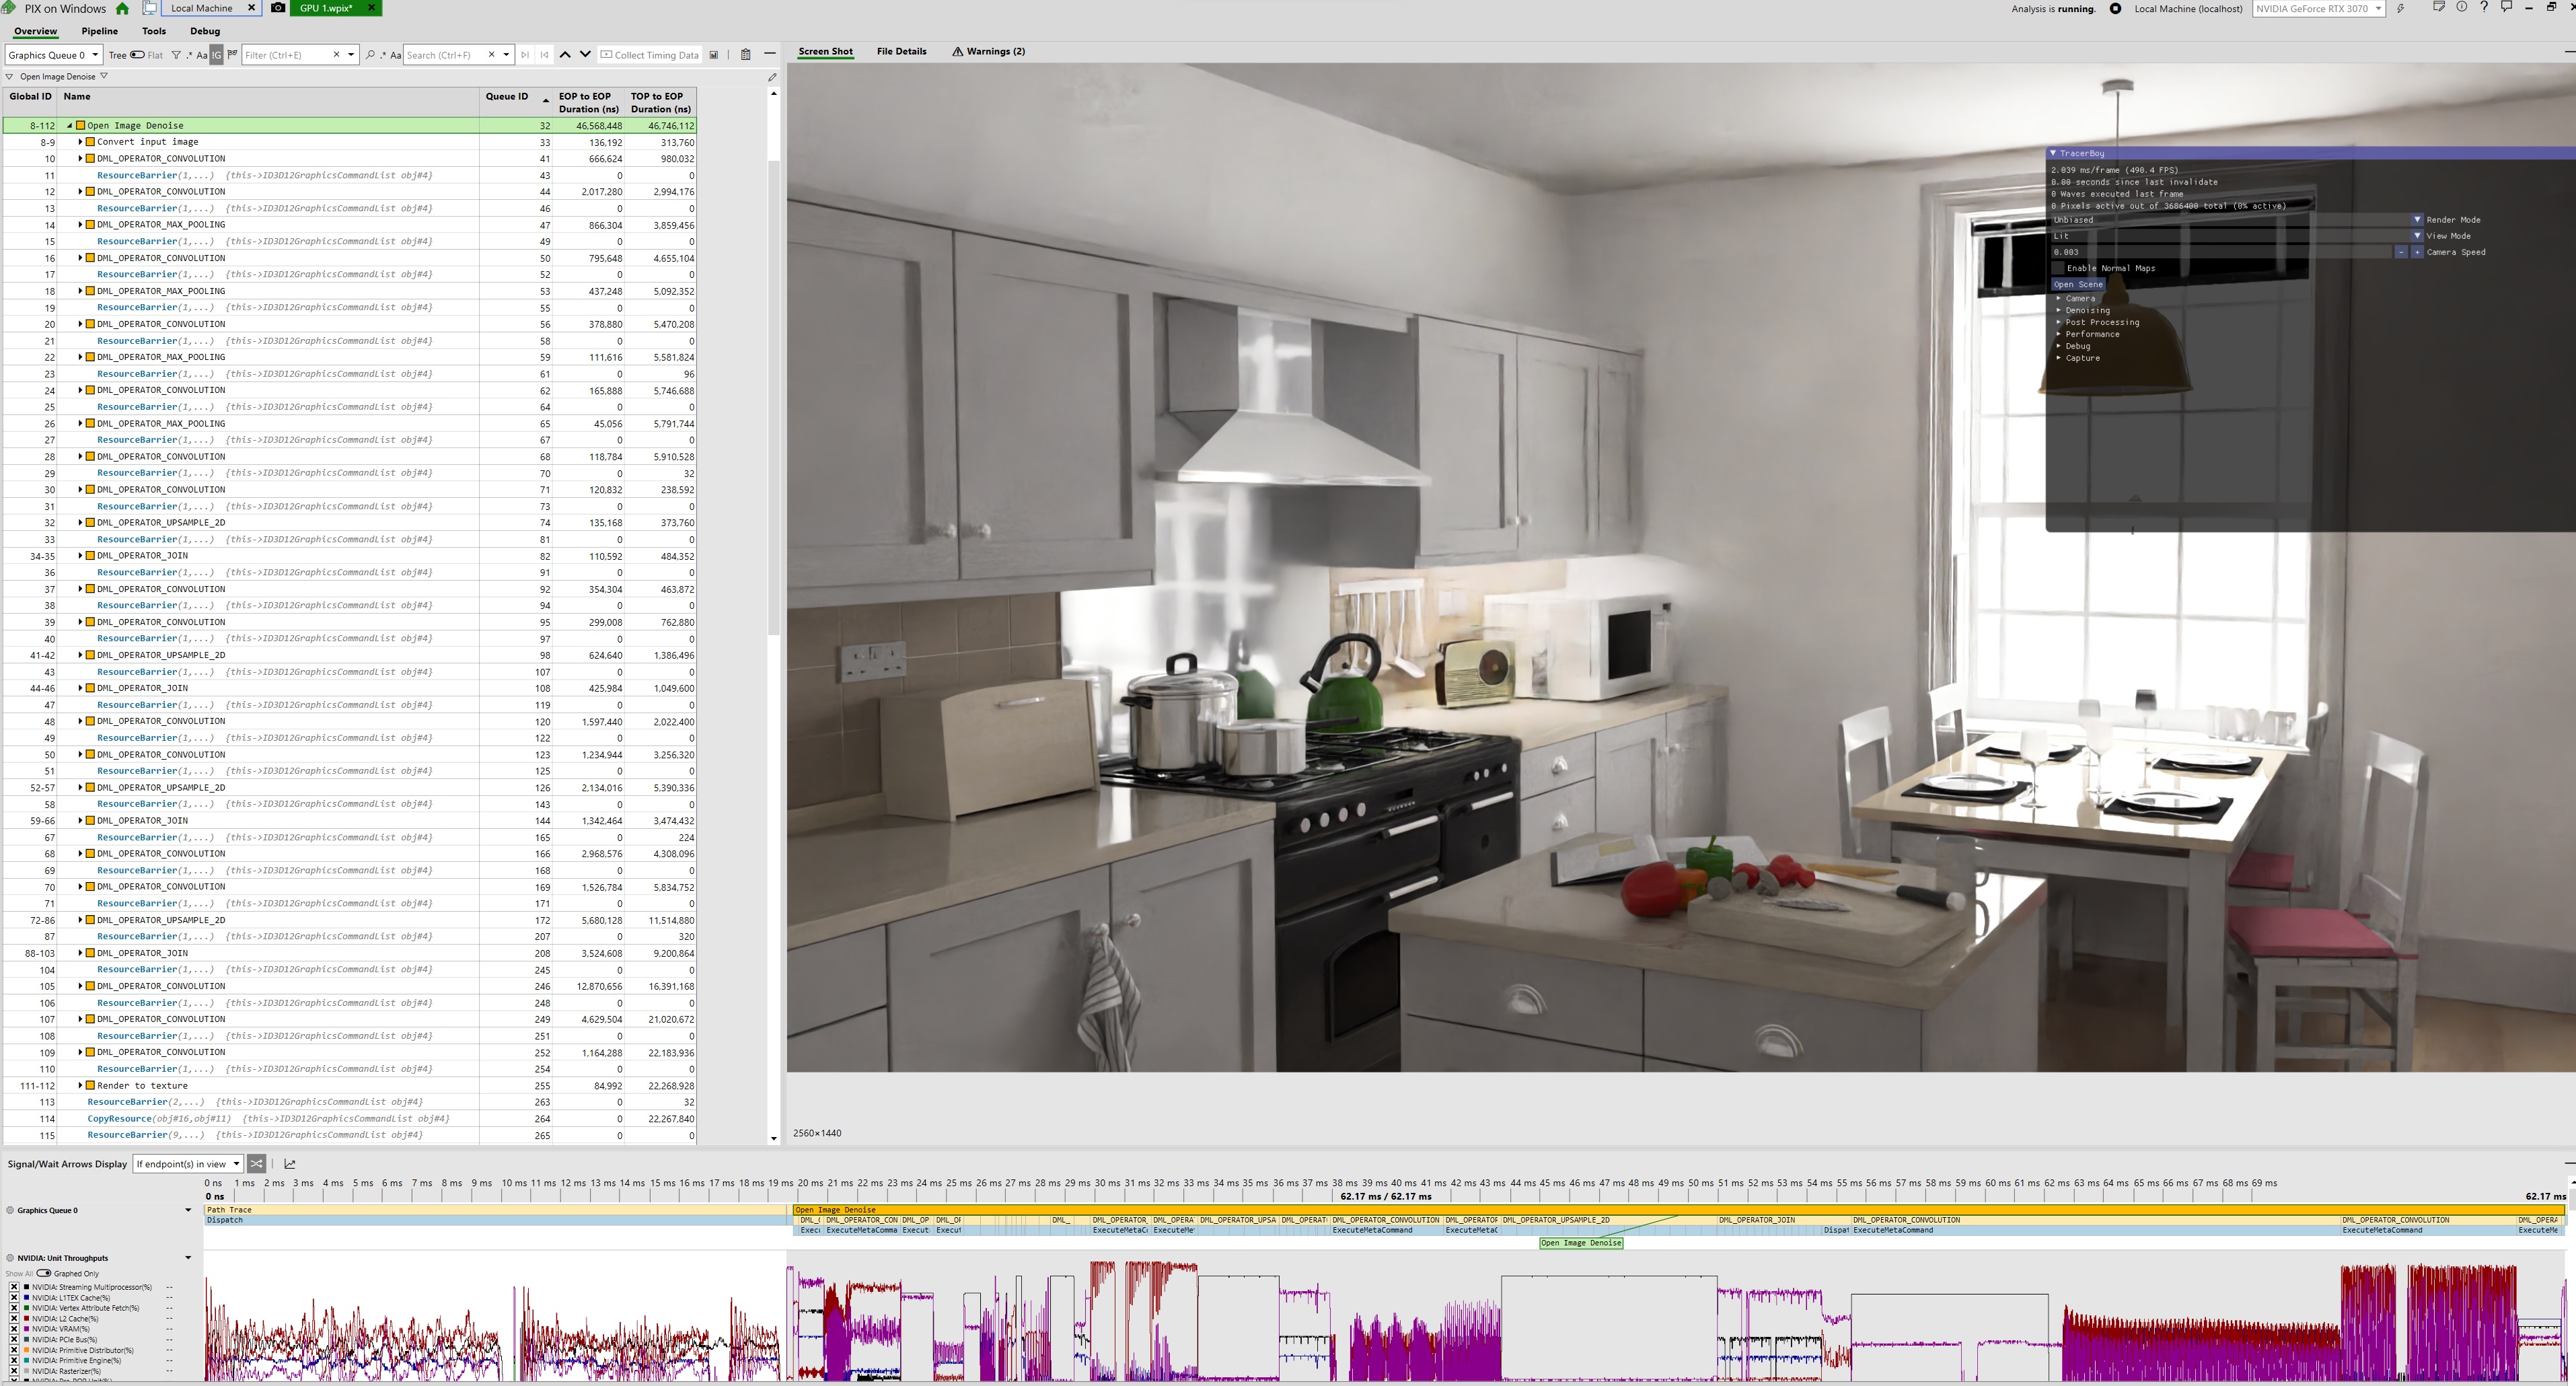 PIX on Windows
Local Machine
GPU 1.wpix*
Analysis is running.
Local Machine (localhost)
NVIDIA GeForce RTX 3070
Overview Pipeline Tools Debug
Graphics Queue 0 Tree Flat .* Aa !G Filter (Ctrl+E) .* Aa Search (Ctrl+F) Collect Timing Data
Screen Shot File Details Warnings (2)
Open Image Denoise
Global ID Name Queue ID EOP to EOP Duration (ns) TOP to EOP Duration (ns)
8-112 Open Image Denoise 32 46,568,448 46,746,112
8-9 Convert input image 33 136,192 313,760
10 DML_OPERATOR_CONVOLUTION 41 666,624 980,032
11 ResourceBarrier(1,...) {this->ID3D12GraphicsCommandList obj#4} 43 0 0
12 DML_OPERATOR_CONVOLUTION 44 2,017,280 2,994,176
13 ResourceBarrier(1,...) {this->ID3D12GraphicsCommandList obj#4} 46 0 0
14 DML_OPERATOR_MAX_POOLING 47 866,304 3,859,456
15 ResourceBarrier(1,...) {this->ID3D12GraphicsCommandList obj#4} 49 0 0
16 DML_OPERATOR_CONVOLUTION 50 795,648 4,655,104
17 ResourceBarrier(1,...) {this->ID3D12GraphicsCommandList obj#4} 52 0 0
18 DML_OPERATOR_MAX_POOLING 53 437,248 5,092,352
19 ResourceBarrier(1,...) {this->ID3D12GraphicsCommandList obj#4} 55 0 0
20 DML_OPERATOR_CONVOLUTION 56 378,880 5,470,208
21 ResourceBarrier(1,...) {this->ID3D12GraphicsCommandList obj#4} 58 0 0
22 DML_OPERATOR_MAX_POOLING 59 111,616 5,581,824
23 ResourceBarrier(1,...) {this->ID3D12GraphicsCommandList obj#4} 61 0 96
24 DML_OPERATOR_CONVOLUTION 62 165,888 5,746,688
25 ResourceBarrier(1,...) {this->ID3D12GraphicsCommandList obj#4} 64 0 0
26 DML_OPERATOR_MAX_POOLING 65 45,056 5,791,744
27 ResourceBarrier(1,...) {this->ID3D12GraphicsCommandList obj#4} 67 0 0
28 DML_OPERATOR_CONVOLUTION 68 118,784 5,910,528
29 ResourceBarrier(1,...) {this->ID3D12GraphicsCommandList obj#4} 70 0 32
30 DML_OPERATOR_CONVOLUTION 71 120,832 238,592
31 ResourceBarrier(1,...) {this->ID3D12GraphicsCommandList obj#4} 73 0 0
32 DML_OPERATOR_UPSAMPLE_2D 74 135,168 373,760
33 ResourceBarrier(1,...) {this->ID3D12GraphicsCommandList obj#4} 81 0 0
34-35 DML_OPERATOR_JOIN 82 110,592 484,352
36 ResourceBarrier(1,...) {this->ID3D12GraphicsCommandList obj#4} 91 0 0
37 DML_OPERATOR_CONVOLUTION 92 354,304 463,872
38 ResourceBarrier(1,...) {this->ID3D12GraphicsCommandList obj#4} 94 0 0
39 DML_OPERATOR_CONVOLUTION 95 299,008 762,880
40 ResourceBarrier(1,...) {this->ID3D12GraphicsCommandList obj#4} 97 0 0
41-42 DML_OPERATOR_UPSAMPLE_2D 98 624,640 1,386,496
43 ResourceBarrier(1,...) {this->ID3D12GraphicsCommandList obj#4} 107 0 0
44-46 DML_OPERATOR_JOIN 108 425,984 1,049,600
47 ResourceBarrier(1,...) {this->ID3D12GraphicsCommandList obj#4} 119 0 0
48 DML_OPERATOR_CONVOLUTION 120 1,597,440 2,022,400
49 ResourceBarrier(1,...) {this->ID3D12GraphicsCommandList obj#4} 122 0 0
50 DML_OPERATOR_CONVOLUTION 123 1,234,944 3,256,320
51 ResourceBarrier(1,...) {this->ID3D12GraphicsCommandList obj#4} 125 0 0
52-57 DML_OPERATOR_UPSAMPLE_2D 126 2,134,016 5,390,336
58 ResourceBarrier(1,...) {this->ID3D12GraphicsCommandList obj#4} 143 0 0
59-66 DML_OPERATOR_JOIN 144 1,342,464 3,474,432
67 ResourceBarrier(1,...) {this->ID3D12GraphicsCommandList obj#4} 165 0 224
68 DML_OPERATOR_CONVOLUTION 166 2,968,576 4,308,096
69 ResourceBarrier(1,...) {this->ID3D12GraphicsCommandList obj#4} 168 0 0
70 DML_OPERATOR_CONVOLUTION 169 1,526,784 5,834,752
71 ResourceBarrier(1,...) {this->ID3D12GraphicsCommandList obj#4} 171 0 0
72-86 DML_OPERATOR_UPSAMPLE_2D 172 5,680,128 11,514,880
87 ResourceBarrier(1,...) {this->ID3D12GraphicsCommandList obj#4} 207 0 320
88-103 DML_OPERATOR_JOIN 208 3,524,608 9,200,864
104 ResourceBarrier(1,...) {this->ID3D12GraphicsCommandList obj#4} 245 0 0
105 DML_OPERATOR_CONVOLUTION 246 12,870,656 16,391,168
106 ResourceBarrier(1,...) {this->ID3D12GraphicsCommandList obj#4} 248 0 0
107 DML_OPERATOR_CONVOLUTION 249 4,629,504 21,020,672
108 ResourceBarrier(1,...) {this->ID3D12GraphicsCommandList obj#4} 251 0 0
109 DML_OPERATOR_CONVOLUTION 252 1,164,288 22,183,936
110 ResourceBarrier(1,...) {this->ID3D12GraphicsCommandList obj#4} 254 0 0
111-112 Render to texture 255 84,992 22,268,928
113 ResourceBarrier(2,...) {this->ID3D12GraphicsCommandList obj#4} 263 0 32
114 CopyResource(obj#16,obj#11) {this->ID3D12GraphicsCommandList obj#4} 264 0 22,267,840
115 ResourceBarrier(9,...) {this->ID3D12GraphicsCommandList obj#4} 265 0 0
TracerBoy
2.039 ms/frame (490.4 FPS)
0.00 seconds since last invalidate
0 Waves executed last frame
0 Pixels active out of 3686400 total (0% active)
Unbiased Render Mode
Lit View Mode
0.003 - + Camera Speed
Enable Normal Maps
Open Scene
Camera
Denoising
Post Processing
Performance
Debug
Capture
2560×1440
Signal/Wait Arrows Display If endpoint(s) in view
0 ns 1 ms 2 ms 3 ms 4 ms 5 ms 6 ms 7 ms 8 ms 9 ms 10 ms 11 ms 12 ms 13 ms 14 ms 15 ms 16 ms 17 ms 18 ms 19 ms 20 ms 21 ms 22 ms 23 ms 24 ms 25 ms 26 ms 27 ms 28 ms 29 ms 30 ms 31 ms 32 ms 33 ms 34 ms 35 ms 36 ms 37 ms 38 ms 39 ms 40 ms 41 ms 42 ms 43 ms 44 ms 45 ms 46 ms 47 ms 48 ms 49 ms 50 ms 51 ms 52 ms 53 ms 54 ms 55 ms 56 ms 57 ms 58 ms 59 ms 60 ms 61 ms 62 ms 63 ms 64 ms 65 ms 66 ms 67 ms 68 ms 69 ms
0 ns 62.17 ms / 62.17 ms 62.17 ms
Graphics Queue 0 Path Trace Open Image Denoise
Dispatch DML_( DML_OPERATOR_CON DML_OP DML_OF DML_ DML_OPERATOR_ DML_OPERA DML_OPERATOR_UPSA DML_OPERAT DML_OPERATOR_CONVOLUTION DML_OPERATOR DML_OPERATOR_UPSAMPLE_2D DML_OPERATOR_JOIN DML_OPERATOR_CONVOLUTION DML_OPERATOR_CONVOLUTION DML_OPERA
Execu ExecuteMetaComma Execut Execut ExecuteMetaCo ExecuteMe ExecuteMetaCommand ExecuteMetaC Dispat ExecuteMetaCommand ExecuteMetaCommand ExecuteMe
Open Image Denoise
NVIDIA: Unit Throughputs
Show All Graphed Only
NVIDIA: Streaming Multiprocessor(%) --
NVIDIA: L1TEX Cache(%) --
NVIDIA: Vertex Attribute Fetch(%) --
NVIDIA: L2 Cache(%) --
NVIDIA: VRAM(%) --
NVIDIA: PCIe Bus(%) --
NVIDIA: Primitive Distributor(%) --
NVIDIA: Primitive Engine(%) --
NVIDIA: Rasterizer(%) --